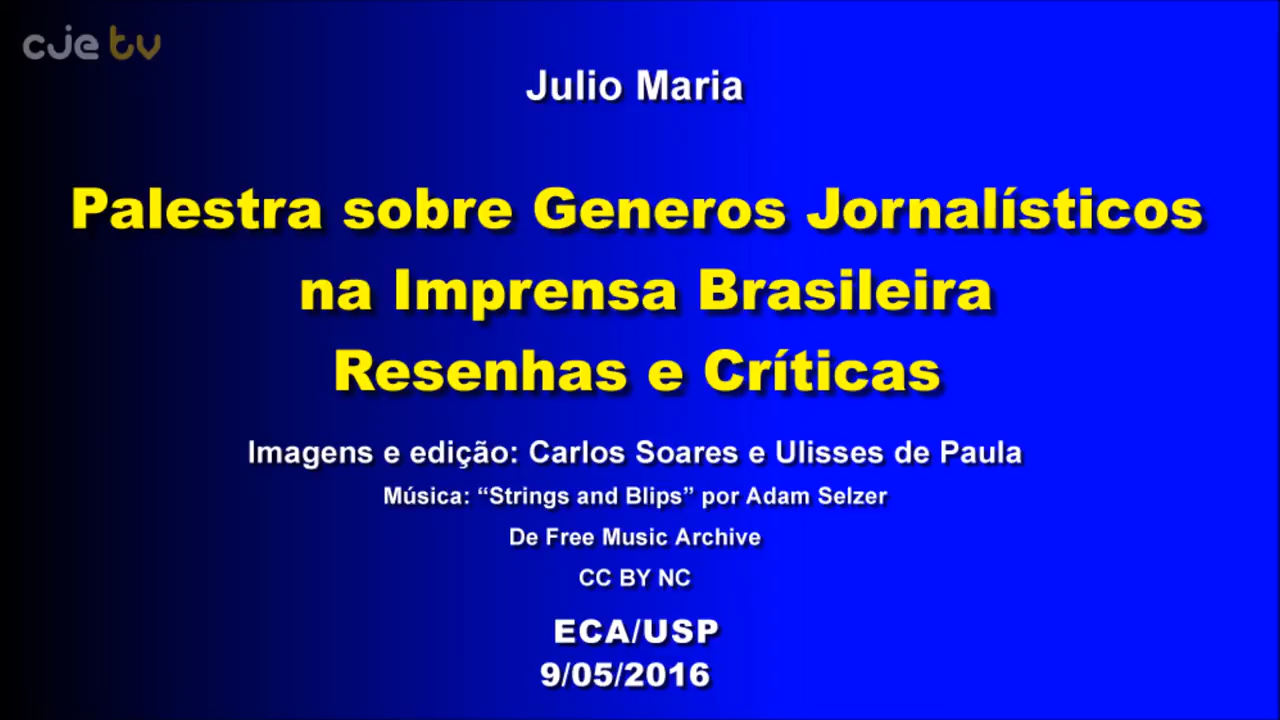 cje tv
Julio Maria
Palestra sobre Generos Jornalísticos
na Imprensa Brasileira
Resenhas e Críticas
Imagens e edição: Carlos Soares e Ulisses de Paula
Música: “Strings and Blips” por Adam Selzer
De Free Music Archive
CC BY NC
ECA/USP
9/05/2016